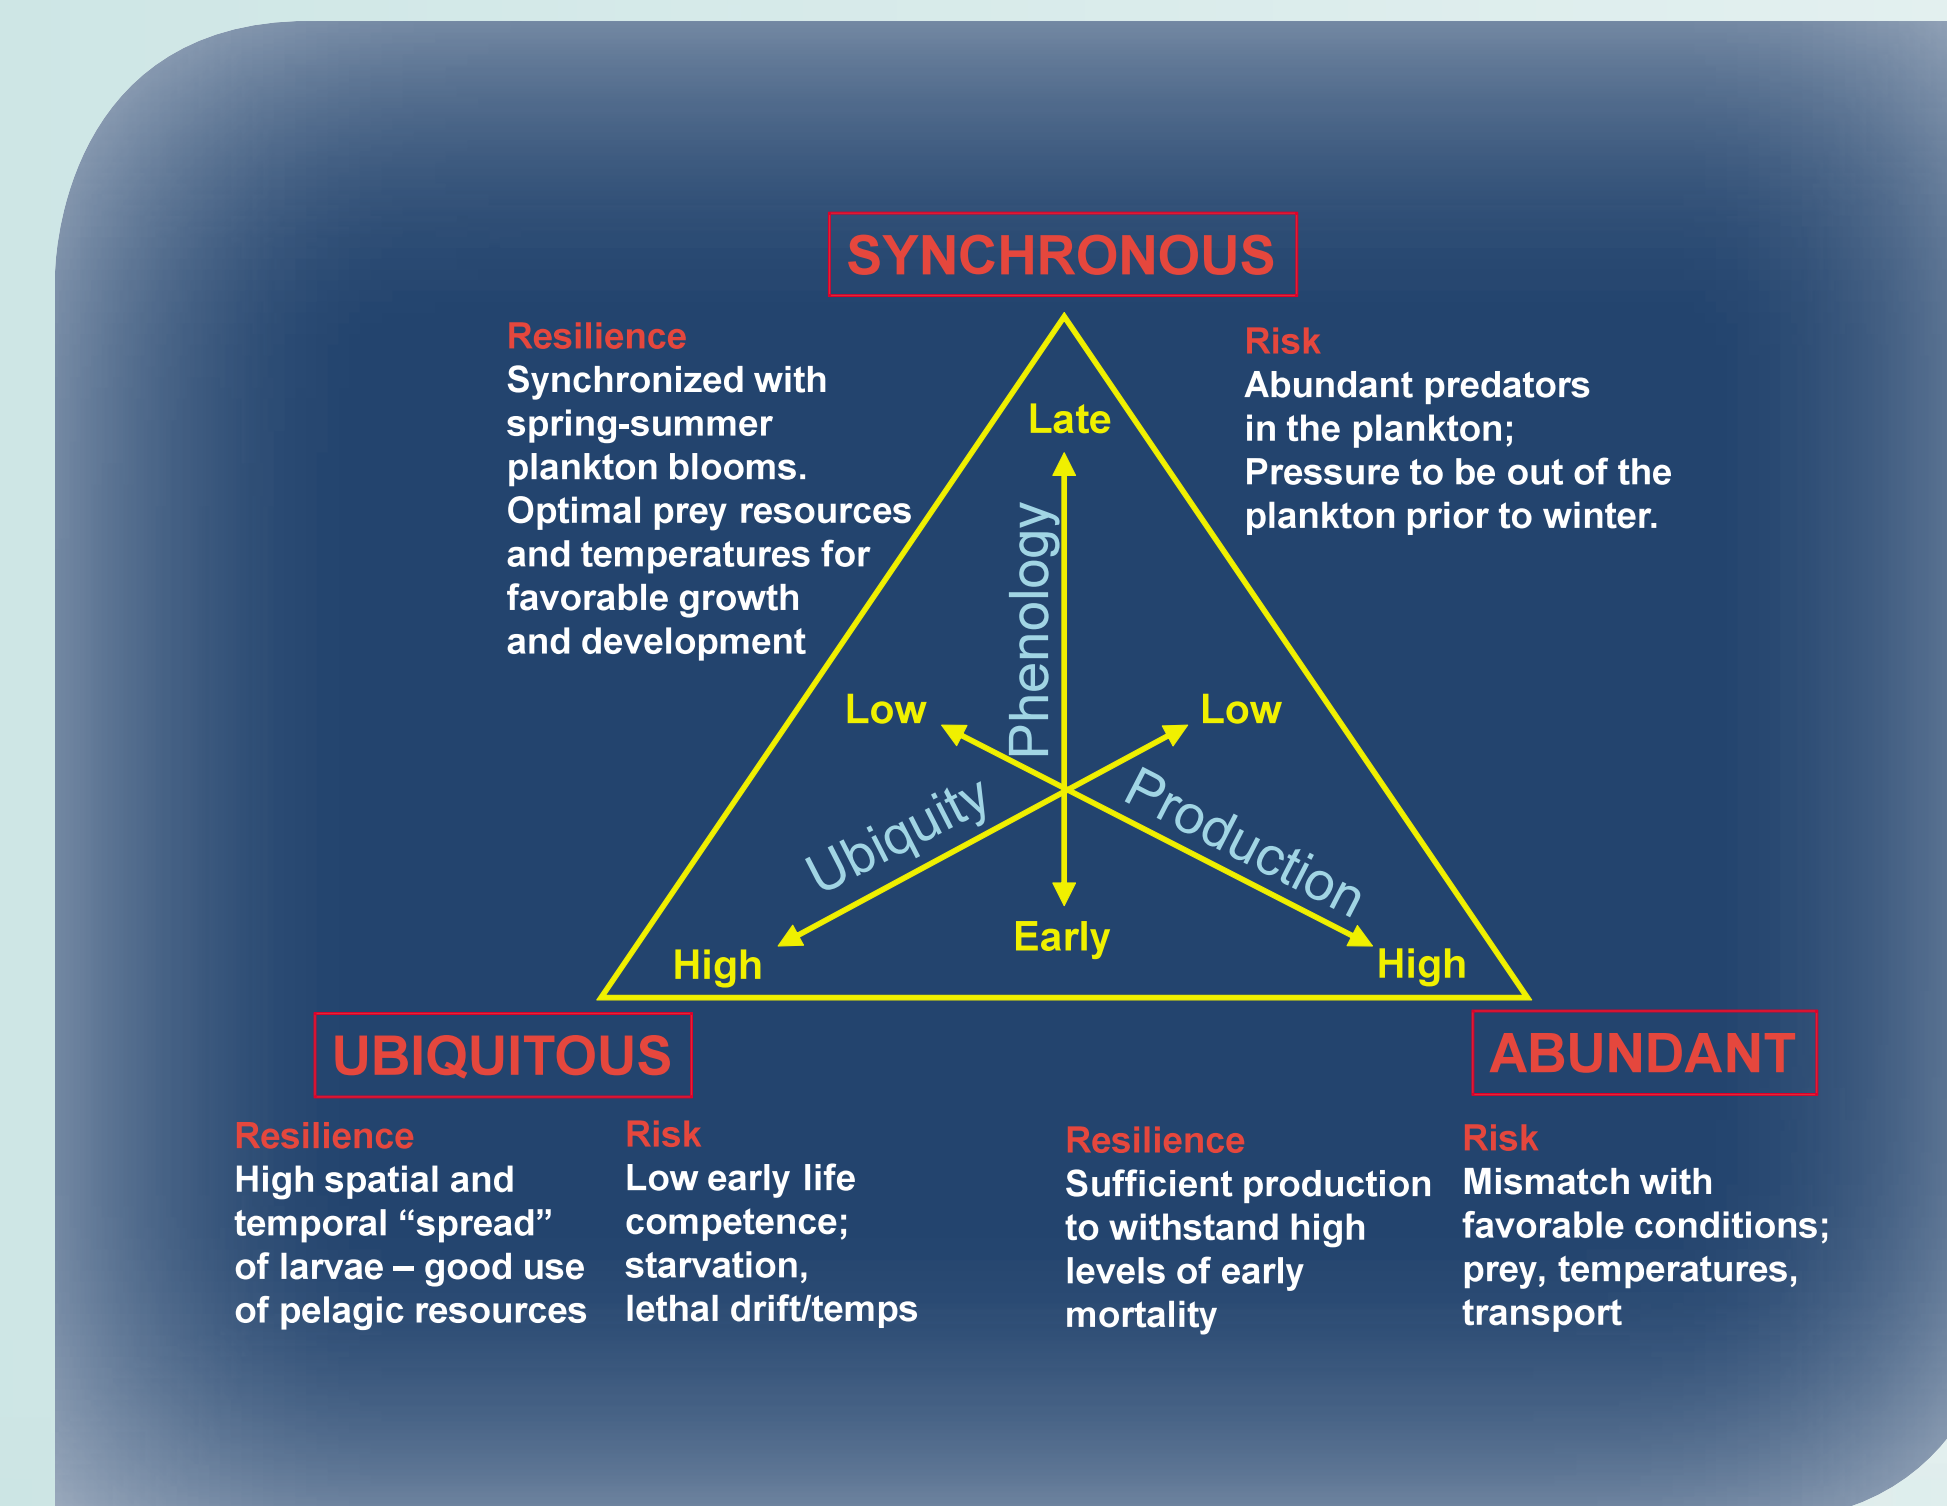 SYNCHRONOUS
Resilience
Synchronized with
spring-summer
plankton blooms.
Optimal prey resources
and temperatures for
favorable growth
and development
Risk
Abundant predators
in the plankton;
Pressure to be out of the
plankton prior to winter.
Late
Phenology
Low
Low
Ubiquity
Production
High
Early
High
UBIQUITOUS
ABUNDANT
Resilience
High spatial and
temporal “spread”
of larvae – good use
of pelagic resources
Risk
Low early life
competence;
starvation,
lethal drift/temps
Resilience
Sufficient production
to withstand high
levels of early
mortality
Risk
Mismatch with
favorable conditions;
prey, temperatures,
transport